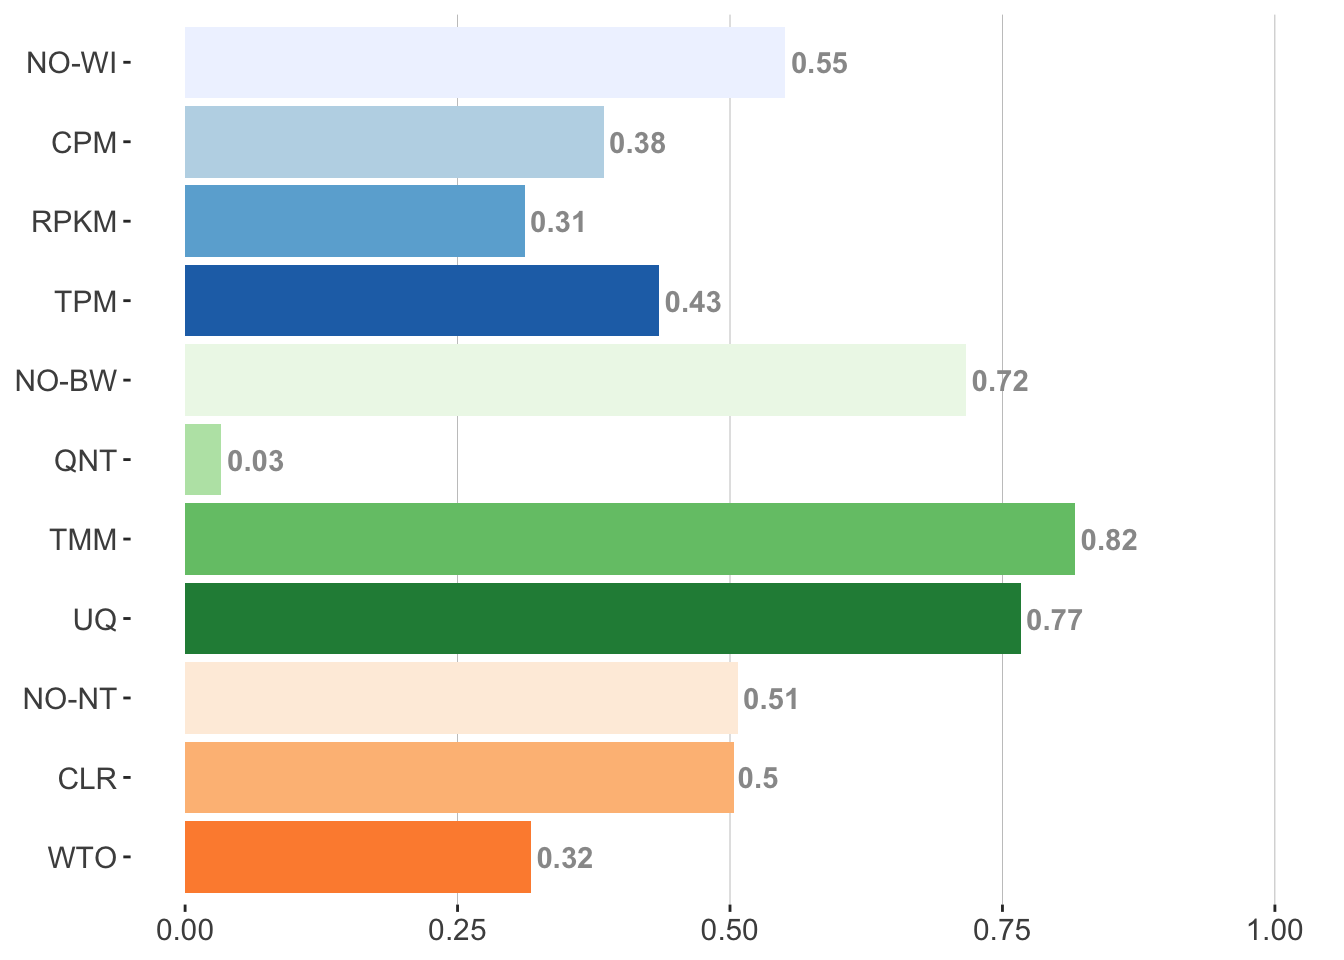 NO-WI 0.55
CPM 0.38
RPKM 0.31
TPM 0.43
NO-BW 0.72
QNT 0.03
TMM 0.82
UQ 0.77
NO-NT 0.51
CLR 0.5
WTO 0.32
0.00 0.25 0.50 0.75 1.00